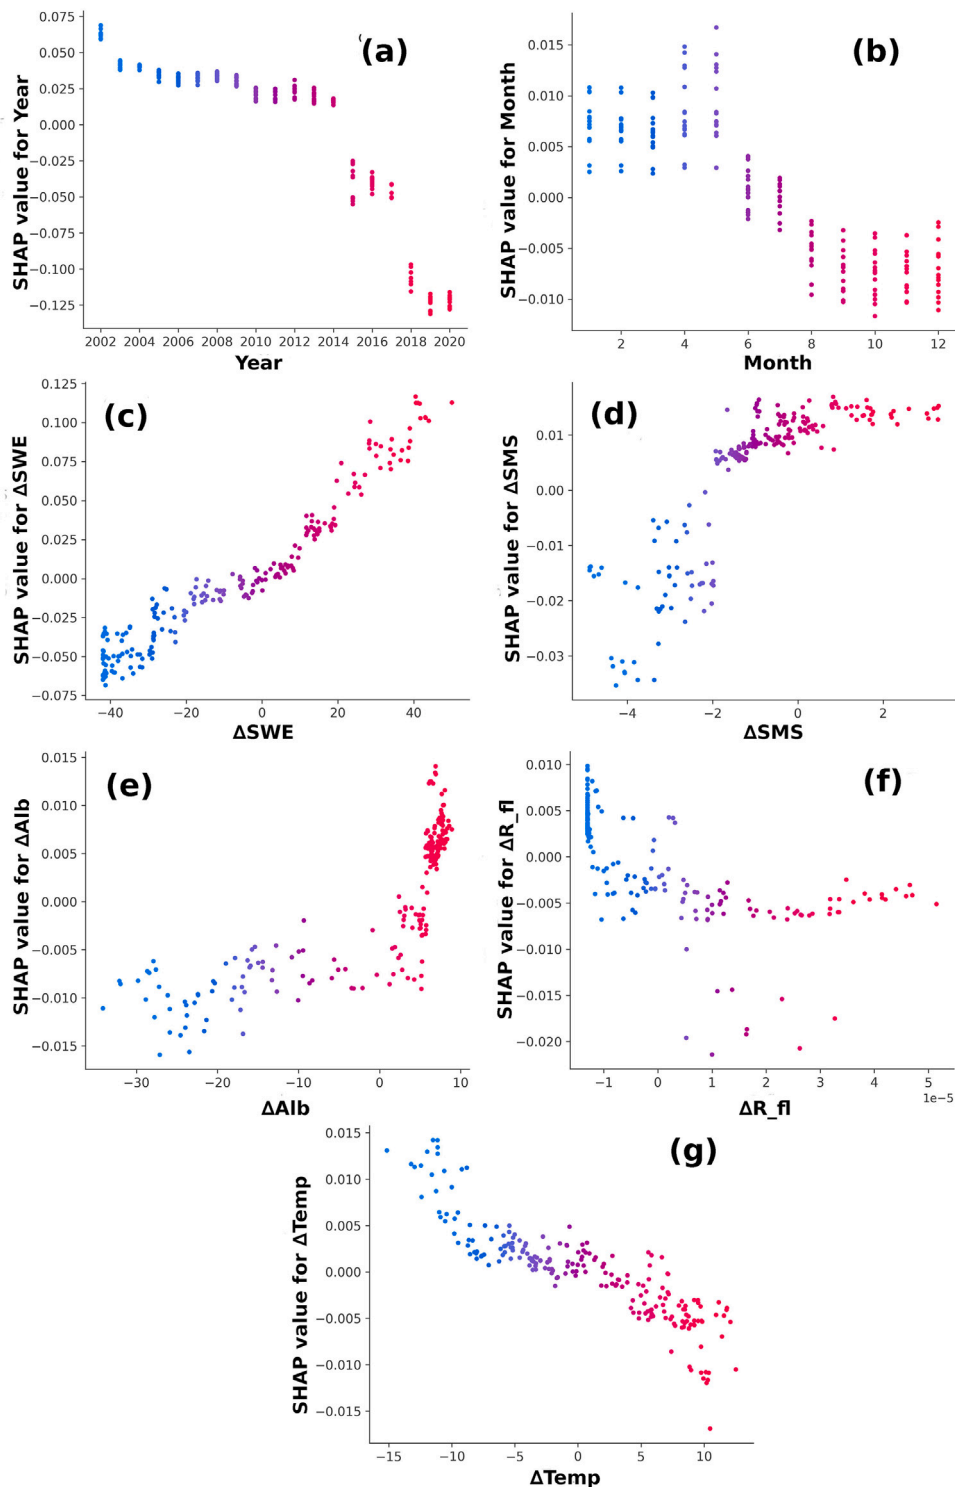 (a)
SHAP value for Year
0.075
0.050
0.025
0.000
−0.025
−0.050
−0.075
−0.100
−0.125
2002 2004 2006 2008 2010 2012 2014 2016 2018 2020
Year
(b)
SHAP value for Month
0.015
0.010
0.005
0.000
−0.005
−0.010
2 4 6 8 10 12
Month
(c)
SHAP value for ΔSWE
0.125
0.100
0.075
0.050
0.025
0.000
−0.025
−0.050
−0.075
−40 −20 0 20 40
ΔSWE
(d)
SHAP value for ΔSMS
0.01
0.00
−0.01
−0.02
−0.03
−4 −2 0 2
ΔSMS
(e)
SHAP value for ΔAlb
0.015
0.010
0.005
0.000
−0.005
−0.010
−0.015
−30 −20 −10 0 10
ΔAlb
(f)
SHAP value for ΔR_fl
0.010
0.005
0.000
−0.005
−0.010
−0.015
−0.020
−1 0 1 2 3 4 5
1e−5
ΔR_fl
(g)
SHAP value for ΔTemp
0.015
0.010
0.005
0.000
−0.005
−0.010
−0.015
−15 −10 −5 0 5 10
ΔTemp